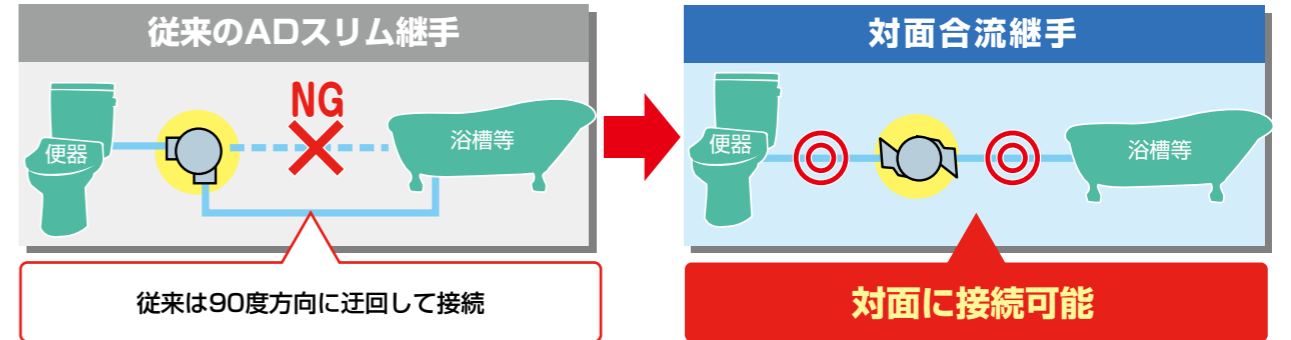 従来のADスリム継手
便器
NG
浴槽等
従来は90度方向に迂回して接続
対面合流継手
便器
浴槽等
対面に接続可能